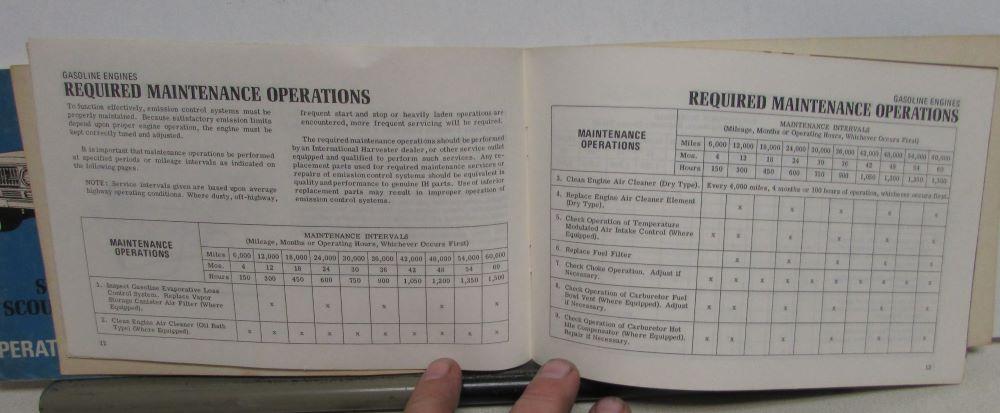 GASOLINE ENGINES
REQUIRED MAINTENANCE OPERATIONS
To function effectively, emission control systems must be
properly maintained. Because satisfactory emission limits
depend upon proper engine operation, the engine must be
kept correctly tuned and adjusted.
It is important that maintenance operations be performed
at specified periods or mileage intervals as indicated on
the following pages.
NOTE: Service intervals given are based upon average
highway operating conditions. Where dusty, off-highway,
frequent start and stop or heavily laden operations are
encountered, more frequent servicing will be required.
The required maintenance operations should be performed
by an International Harvester dealer, or other service outlet
equipped and qualified to perform such services. Any re-
placement parts used for required maintenance services or
repairs of emission control systems should be equivalent in
quality and performance to genuine IH parts. Use of inferior
replacement parts may result in improper operation of
emission control systems.
MAINTENANCE
OPERATIONS
MAINTENANCE INTERVALS
(Mileage, Months or Operating Hours, Whichever Occurs First)
Miles 6,000 12,000 18,000 24,000 30,000 36,000 42,000 48,000 54,000 60,000
Mos. 4 12 18 24 30 36 42 48 54 60
Hours 150 300 450 600 750 900 1,050 1,200 1,350 1,500
1. Inspect Gasoline Evaporative Loss
Control System. Replace Vapor
Storage Canister Air Filter (Where
Equipped).
x x x x x
2. Clean Engine Air Cleaner (Oil Bath
Type) (Where Equipped).
x x x x x x x x x x
12
GASOLINE ENGINES
REQUIRED MAINTENANCE OPERATIONS
MAINTENANCE
OPERATIONS
MAINTENANCE INTERVALS
(Mileage, Months or Operating Hours, Whichever Occurs First)
Miles 6,000 12,000 18,000 24,000 30,000 36,000 42,000 48,000 54,000 60,000
Mos. 4 12 18 24 30 36 42 48 54 60
Hours 150 300 450 600 750 900 1,050 1,200 1,350 1,500
3. Clean Engine Air Cleaner (Dry Type). Every 4,000 miles, 4 months or 100 hours of operation, whichever occurs first.
4. Replace Engine Air Cleaner Element
(Dry Type).
x x x x x
5. Check Operation of Temperature
Modulated Air Intake Control (Where
Equipped).
x x x x x x
6. Replace Fuel Filter
x x x x x
7. Check Choke Operation. Adjust if
Necessary.
x x x x x x x x x x
8. Check Operation of Carburetor Fuel
Bowl Vent (Where Equipped). Adjust
if Necessary.
x x x x x x
9. Check Operation of Carburetor Hot
Idle Compensator (Where Equipped).
Repair if Necessary.
x x x x x x
13
S
SCOU
PERAT